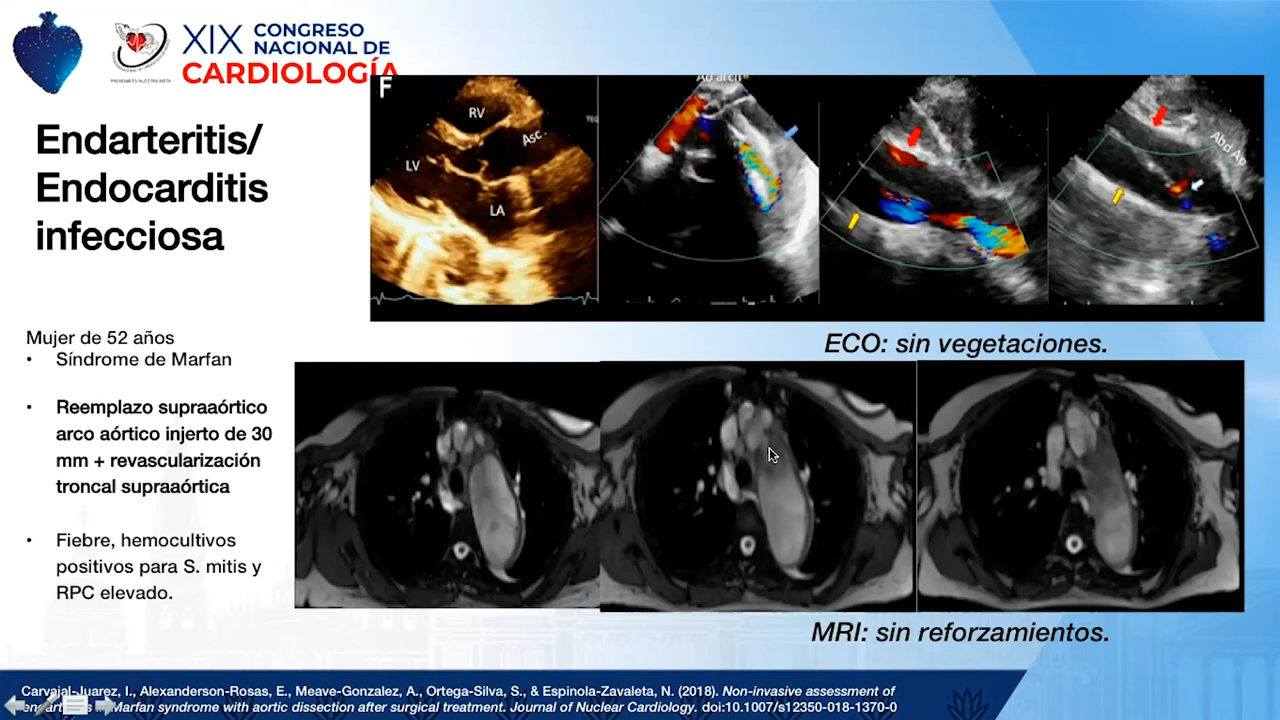 XIX CONGRESO
NACIONAL DE
CARDIOLOGÍA
Endarteritis/
Endocarditis
infecciosa
F
RV
Asc.
LV
LA
Ao arch
Abd Ao
ECO: sin vegetaciones.
Mujer de 52 años
• Síndrome de Marfan
• Reemplazo supraaórtico
arco aórtico injerto de 30
mm + revascularización
troncal supraaórtica
• Fiebre, hemocultivos
positivos para S. mitis y
RPC elevado.
MRI: sin reforzamientos.
Carvajal-Juarez, I., Alexanderson-Rosas, E., Meave-Gonzalez, A., Ortega-Silva, S., & Espinola-Zavaleta, N. (2018). Non-invasive assessment of
Marfan syndrome with aortic dissection after surgical treatment. Journal of Nuclear Cardiology. doi:10.1007/s12350-018-1370-0